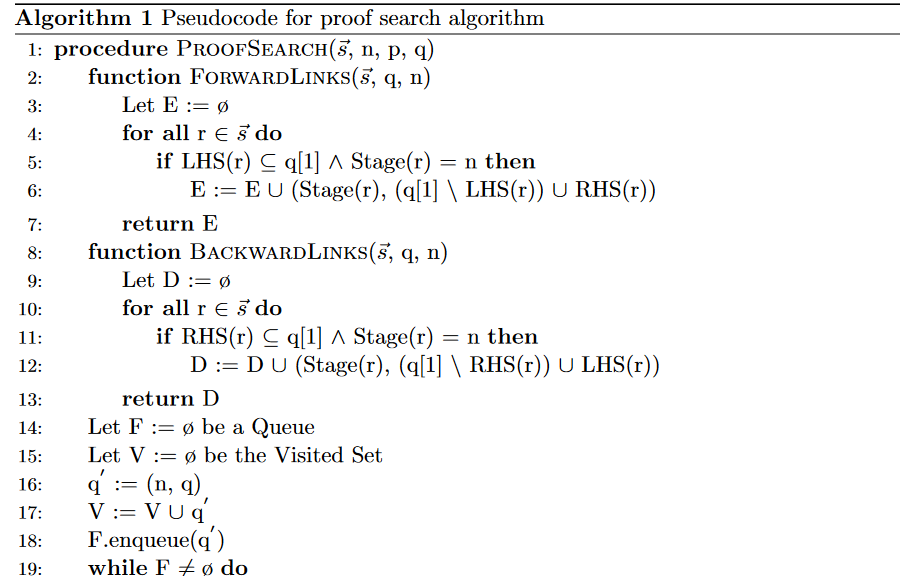 Algorithm 1 Pseudocode for proof search algorithm
1: procedure PROOFSEARCH(s⃗, n, p, q)
2: function FORWARDLINKS(s⃗, q, n)
3: Let E := ø
4: for all r ∈ s⃗ do
5: if LHS(r) ⊆ q[1] ∧ Stage(r) = n then
6: E := E ∪ (Stage(r), (q[1] \ LHS(r)) ∪ RHS(r))
7: return E
8: function BACKWARDLINKS(s⃗, q, n)
9: Let D := ø
10: for all r ∈ s⃗ do
11: if RHS(r) ⊆ q[1] ∧ Stage(r) = n then
12: D := D ∪ (Stage(r), (q[1] \ RHS(r)) ∪ LHS(r))
13: return D
14: Let F := ø be a Queue
15: Let V := ø be the Visited Set
16: q′ := (n, q)
17: V := V ∪ q′
18: F.enqueue(q′)
19: while F ≠ ø do